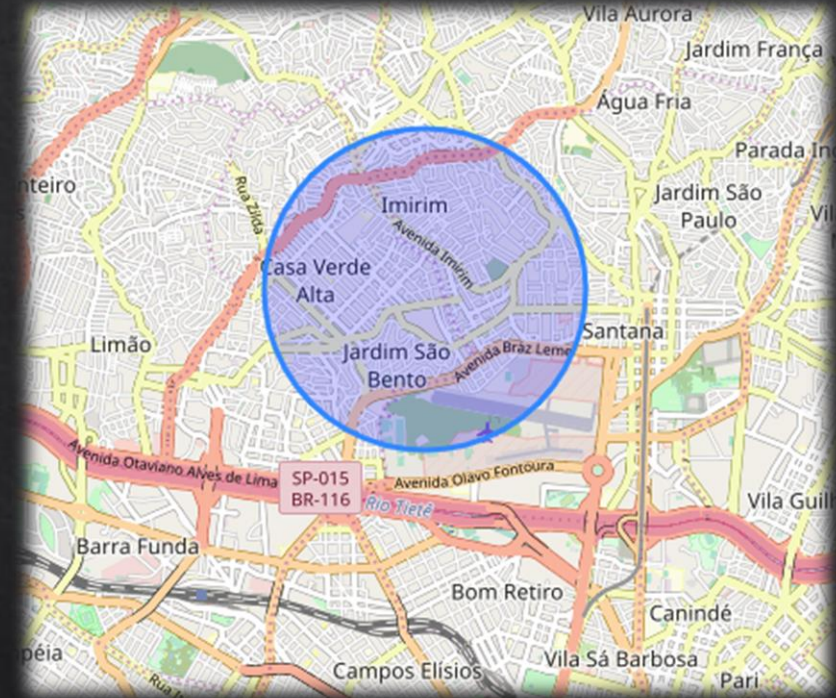 Vila Aurora
Jardim França
Água Fria
Parada In
nteiro
Rua Zilda
Imirim
Jardim São
Paulo
Vil
Avenida Imirim
Casa Verde
Alta
Santana
Limão
Jardim São
Bento
Avenida Braz Leme
Avenida Otaviano Alves de Lima
SP-015
BR-116
Avenida Olavo Fontoura
Rio Tietê
Vila Guil
Barra Funda
Bom Retiro
Canindé
péia
Campos Elísios
Vila Sá Barbosa
Pari
Rua